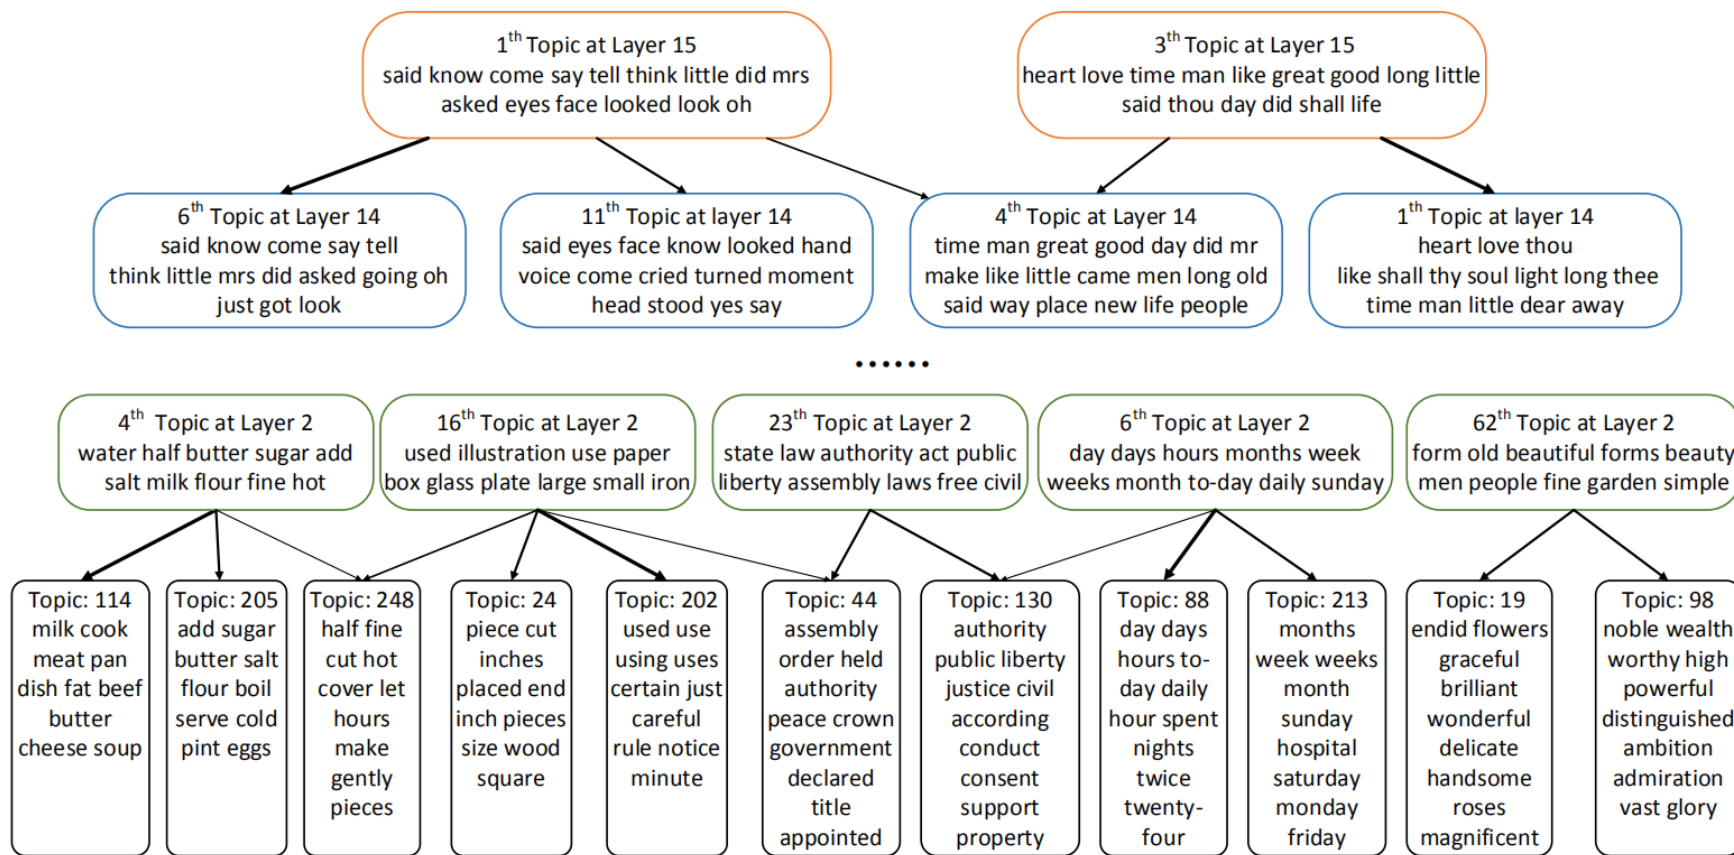 1th Topic at Layer 15
said know come say tell think little did mrs
asked eyes face looked look oh
3th Topic at Layer 15
heart love time man like great good long little
said thou day did shall life
6th Topic at Layer 14
said know come say tell
think little mrs did asked going oh
just got look
11th Topic at layer 14
said eyes face know looked hand
voice come cried turned moment
head stood yes say
4th Topic at Layer 14
time man great good day did mr
make like little came men long old
said way place new life people
1th Topic at layer 14
heart love thou
like shall thy soul light long thee
time man little dear away
......
4th Topic at Layer 2
water half butter sugar add
salt milk flour fine hot
16th Topic at Layer 2
used illustration use paper
box glass plate large small iron
23th Topic at Layer 2
state law authority act public
liberty assembly laws free civil
6th Topic at Layer 2
day days hours months week
weeks month to-day daily sunday
62th Topic at Layer 2
form old beautiful forms beauty
men people fine garden simple
Topic: 114
milk cook
meat pan
dish fat beef
butter
cheese soup
Topic: 205
add sugar
butter salt
flour boil
serve cold
pint eggs
Topic: 248
half fine
cut hot
cover let
hours
make
gently
pieces
Topic: 24
piece cut
inches
placed end
inch pieces
size wood
square
Topic: 202
used use
using uses
certain just
careful
rule notice
minute
Topic: 44
assembly
order held
authority
peace crown
government
declared
title
appointed
Topic: 130
authority
public liberty
justice civil
according
conduct
consent
support
property
Topic: 88
day days
hours to-
day daily
hour spent
nights
twice
twenty-
four
Topic: 213
months
week weeks
month
sunday
hospital
saturday
monday
friday
Topic: 19
endid flowers
graceful
brilliant
wonderful
delicate
handsome
roses
magnificent
Topic: 98
noble wealth
worthy high
powerful
distinguished
ambition
admiration
vast glory